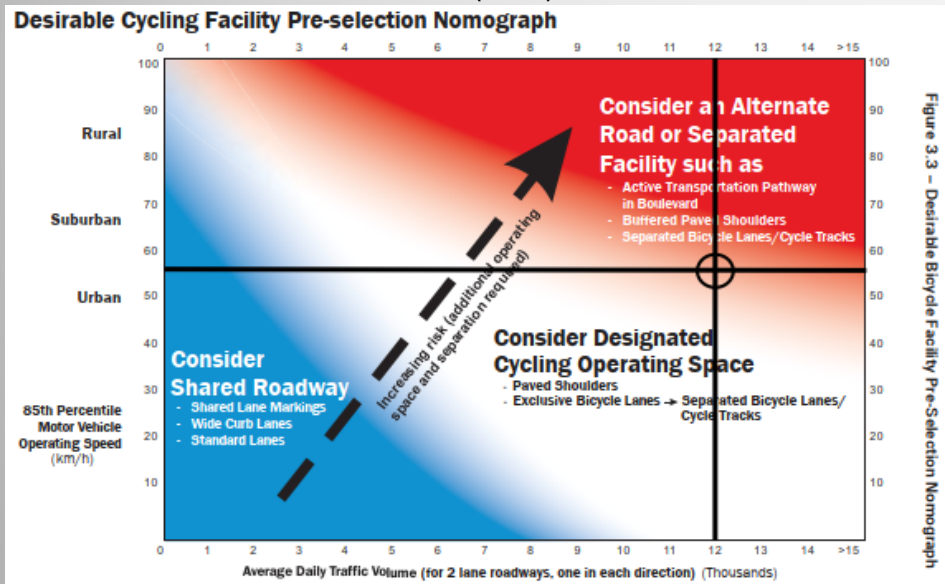 Desirable Cycling Facility Pre-selection Nomograph
0 1 2 3 4 5 6 7 8 9 10 11 12 13 14 >15
100
90
80
70
60
50
40
30
20
10
Rural
Suburban
Urban
85th Percentile
Motor Vehicle
Operating Speed
(km/h)
Consider an Alternate
Road or Separated
Facility such as
- Active Transportation Pathway
in Boulevard
- Buffered Paved Shoulders
- Separated Bicycle Lanes/Cycle Tracks
Increasing risk (additional operating
space and separation required)
Consider Designated
Cycling Operating Space
- Paved Shoulders
- Exclusive Bicycle Lanes → Separated Bicycle Lanes/
Cycle Tracks
Consider
Shared Roadway
- Shared Lane Markings
- Wide Curb Lanes
- Standard Lanes
100
90
80
70
60
50
40
30
20
10
0 1 2 3 4 5 6 7 8 9 10 11 12 13 14 >15
Average Daily Traffic Volume (for 2 lane roadways, one in each direction) (Thousands)
Figure 3.3 – Desirable Bicycle Facility Pre-Selection Nomograph